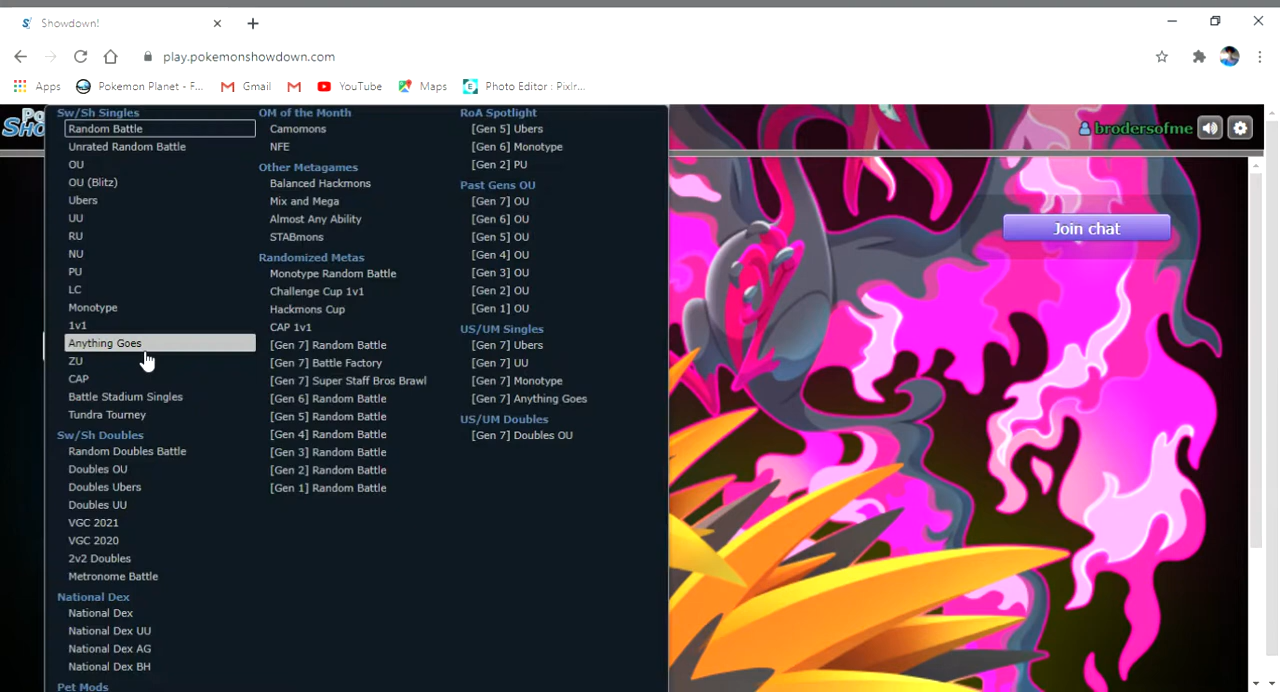 Showdown!
play.pokemonshowdown.com
Apps
Pokemon Planet - F...
Gmail
YouTube
Maps
Photo Editor : Pixlr...
brodersofme
Join chat
Sw/Sh Singles
Random Battle
Unrated Random Battle
OU
OU (Blitz)
Ubers
UU
RU
NU
PU
LC
Monotype
1v1
Anything Goes
ZU
CAP
Battle Stadium Singles
Tundra Tourney
Sw/Sh Doubles
Random Doubles Battle
Doubles OU
Doubles Ubers
Doubles UU
VGC 2021
VGC 2020
2v2 Doubles
Metronome Battle
National Dex
National Dex
National Dex UU
National Dex AG
National Dex BH
Pet Mods
OM of the Month
Camomons
NFE
Other Metagames
Balanced Hackmons
Mix and Mega
Almost Any Ability
STABmons
Randomized Metas
Monotype Random Battle
Challenge Cup 1v1
Hackmons Cup
CAP 1v1
[Gen 7] Random Battle
[Gen 7] Battle Factory
[Gen 7] Super Staff Bros Brawl
[Gen 6] Random Battle
[Gen 5] Random Battle
[Gen 4] Random Battle
[Gen 3] Random Battle
[Gen 2] Random Battle
[Gen 1] Random Battle
RoA Spotlight
[Gen 5] Ubers
[Gen 6] Monotype
[Gen 2] PU
Past Gens OU
[Gen 7] OU
[Gen 6] OU
[Gen 5] OU
[Gen 4] OU
[Gen 3] OU
[Gen 2] OU
[Gen 1] OU
US/UM Singles
[Gen 7] Ubers
[Gen 7] UU
[Gen 7] Monotype
[Gen 7] Anything Goes
US/UM Doubles
[Gen 7] Doubles OU